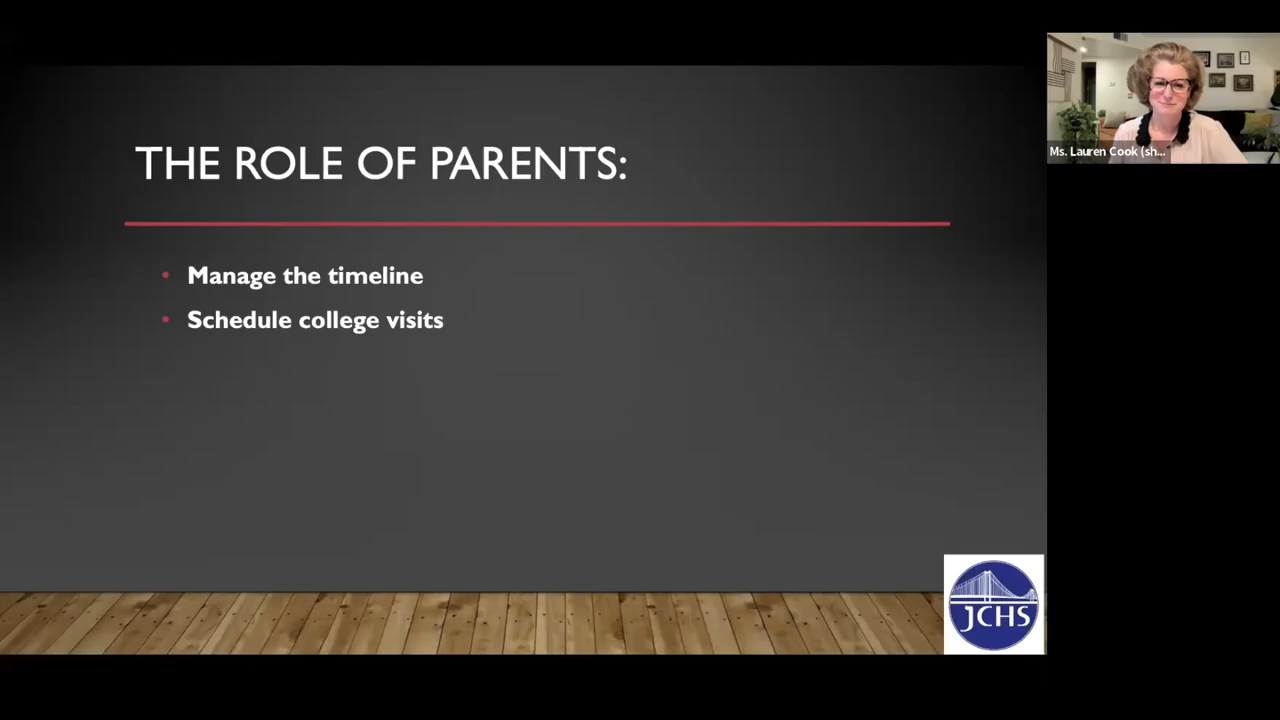 THE ROLE OF PARENTS:
• Manage the timeline
• Schedule college visits
Ms. Lauren Cook (sh...
JCHS